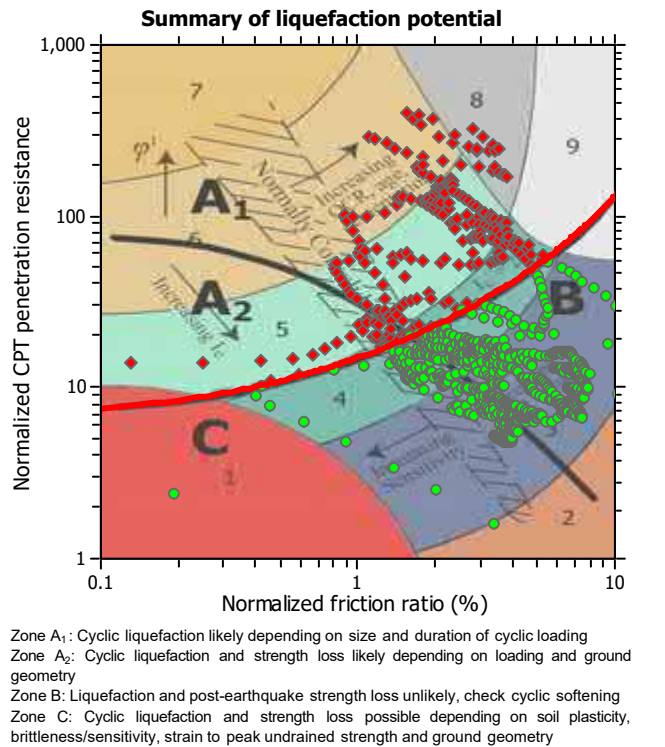 Summary of liquefaction potential
1,000
100
10
1
Normalized CPT penetration resistance
7
8
9
φ'
A1
Normally
Increasing
6
A2
Increasing Ic
5
B
4
C
1
Increasing
Sensitivity
2
0.1
1
10
Normalized friction ratio (%)
Zone A1: Cyclic liquefaction likely depending on size and duration of cyclic loading
Zone A2: Cyclic liquefaction and strength loss likely depending on loading and ground
geometry
Zone B: Liquefaction and post-earthquake strength loss unlikely, check cyclic softening
Zone C: Cyclic liquefaction and strength loss possible depending on soil plasticity,
brittleness/sensitivity, strain to peak undrained strength and ground geometry